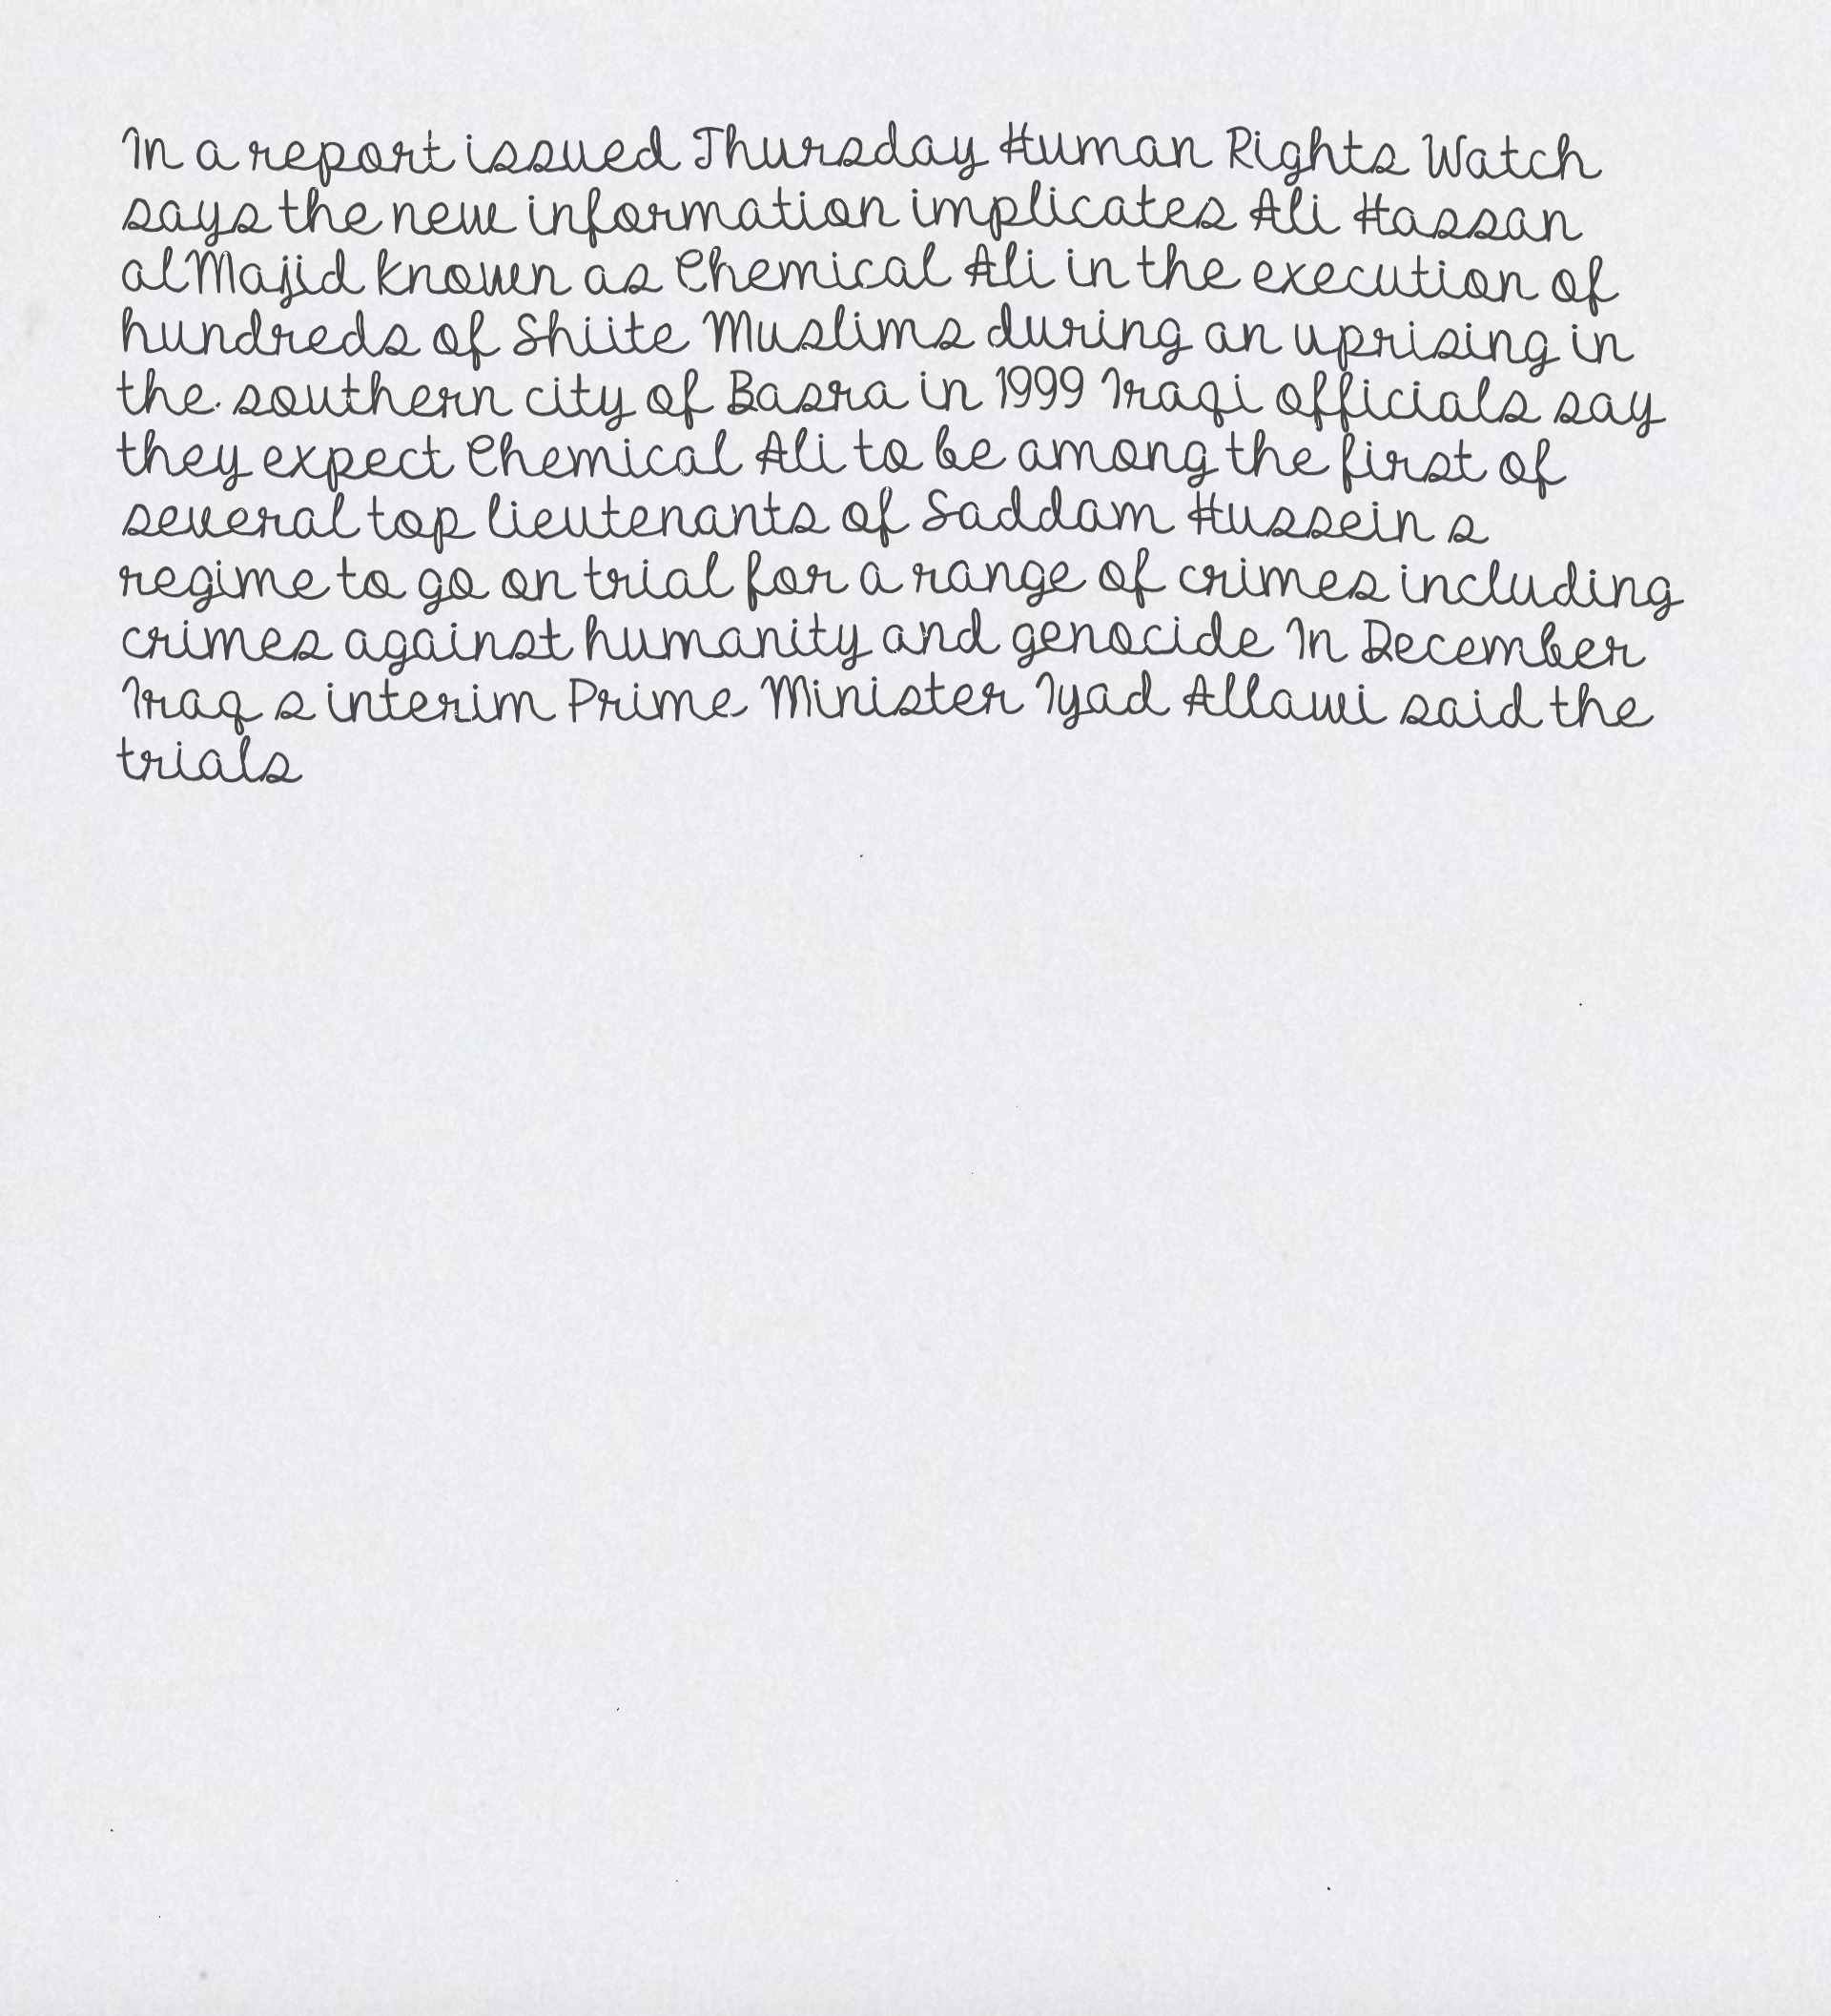 In a report issued Thursday Human Rights Watch
says the new information implicates Ali Hassan
alMajid known as Chemical Ali in the execution of
hundreds of Shiite Muslims during an uprising in
the southern city of Basra in 1999 Iraqi officials say
they expect Chemical Ali to be among the first of
several top lieutenants of Saddam Hussein s
regime to go on trial for a range of crimes including
crimes against humanity and genocide In December
Iraq s interim Prime Minister Iyad Allawi said the
trials